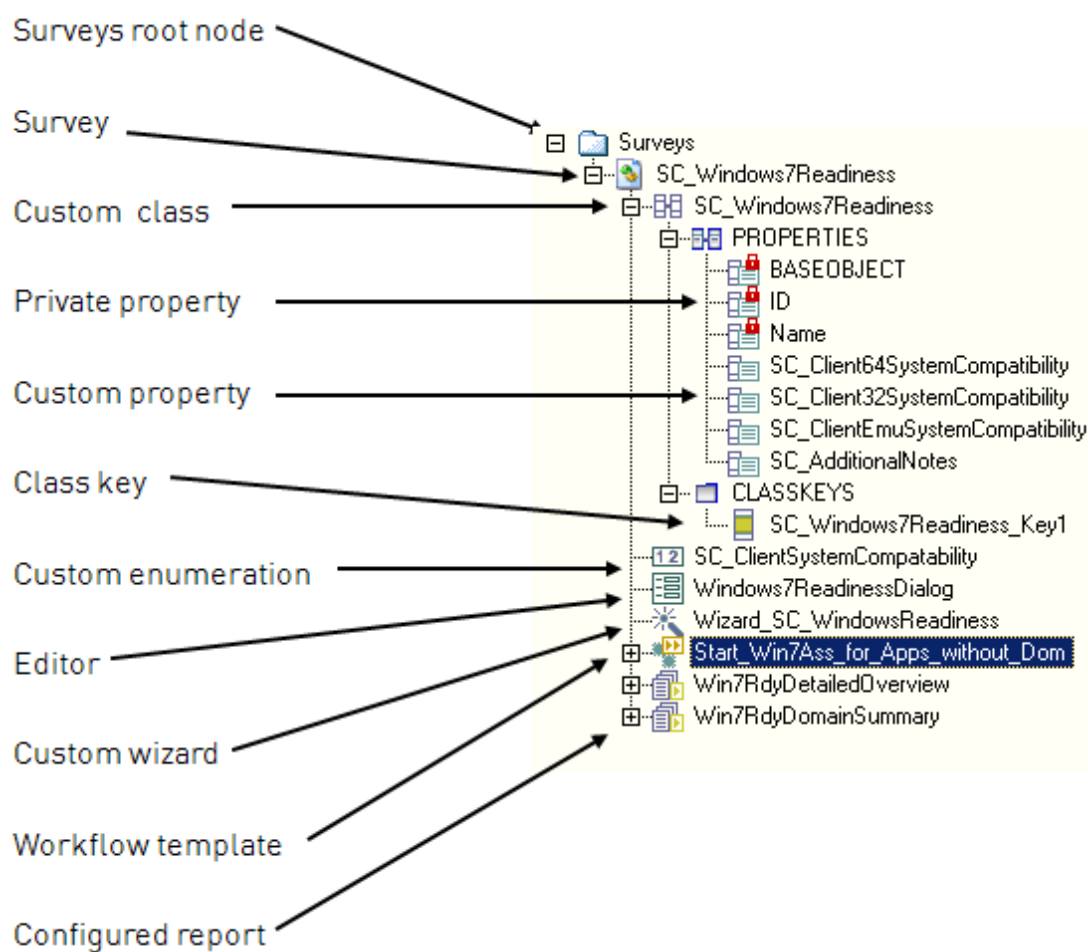 Surveys root node
Survey
Custom class
Private property
Custom property
Class key
Custom enumeration
Editor
Custom wizard
Workflow template
Configured report
Surveys
SC_Windows7Readiness
SC_Windows7Readiness
PROPERTIES
BASEOBJECT
ID
Name
SC_Client64SystemCompatibility
SC_Client32SystemCompatibility
SC_ClientEmuSystemCompatibility
SC_AdditionalNotes
CLASSKEYS
SC_Windows7Readiness_Key1
12 SC_ClientSystemCompatability
Windows7ReadinessDialog
Wizard_SC_WindowsReadiness
Start_Win7Ass_for_Apps_without_Dom
Win7RdyDetailedOverview
Win7RdyDomainSummary